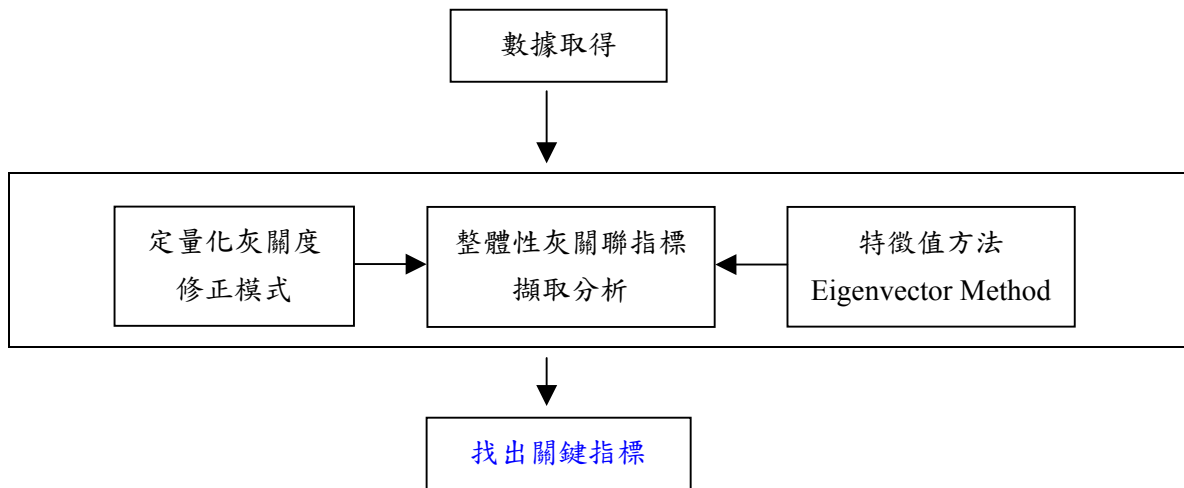 數據取得
定量化灰關度
修正模式
整體性灰關聯指標
擷取分析
特徵值方法
Eigenvector Method
找出關鍵指標